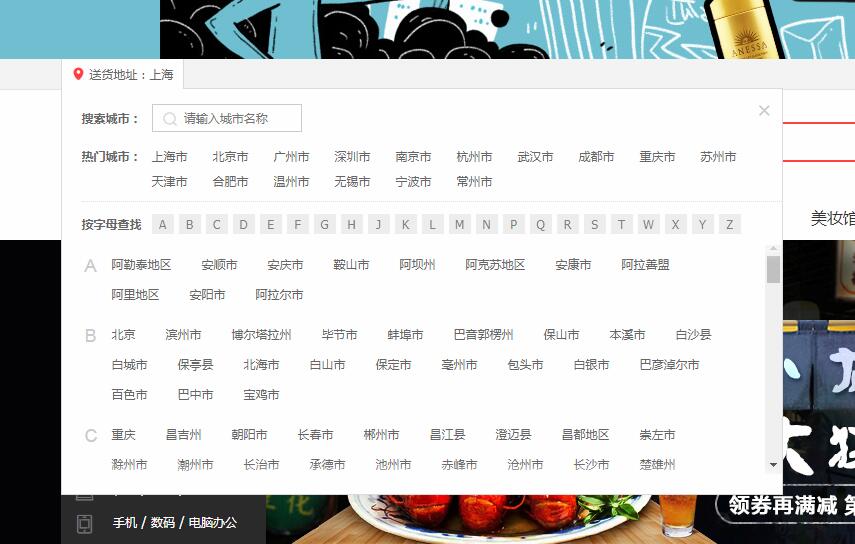 ANESSA
送货地址：上海
搜索城市： 请输入城市名称 ×
热门城市： 上海市 北京市 广州市 深圳市 南京市 杭州市 武汉市 成都市 重庆市 苏州市
天津市 合肥市 温州市 无锡市 宁波市 常州市
美妆馆
按字母查找 A B C D E F G H J K L M N P Q R S T W X Y Z
A 阿勒泰地区 安顺市 安庆市 鞍山市 阿坝州 阿克苏地区 安康市 阿拉善盟
阿里地区 安阳市 阿拉尔市
B 北京 滨州市 博尔塔拉州 毕节市 蚌埠市 巴音郭楞州 保山市 本溪市 白沙县
白城市 保亭县 北海市 白山市 保定市 亳州市 包头市 白银市 巴彦淖尔市
百色市 巴中市 宝鸡市
C 重庆 昌吉州 朝阳市 长春市 郴州市 昌江县 澄迈县 昌都地区 崇左市
滁州市 潮州市 长治市 承德市 池州市 赤峰市 沧州市 长沙市 楚雄州
领券再满减 第
手机 / 数码 / 电脑办公